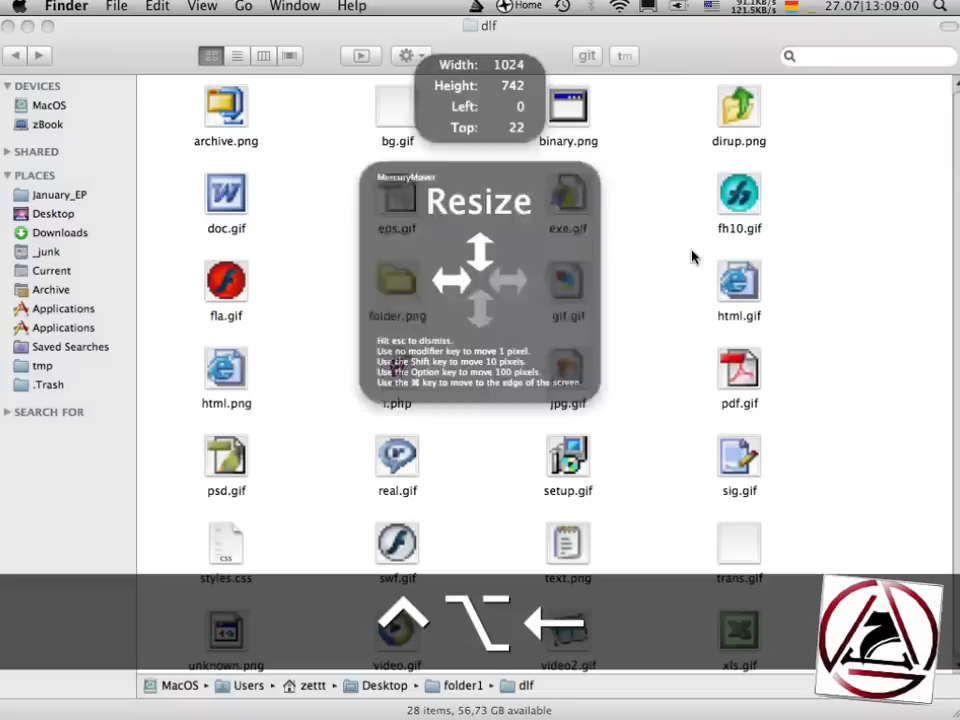 Finder File Edit View Go Window Help Home 91.1KB/s 121.5KB/s 27.07|13:09:00
dlf
git tm
Width: 1024
Height: 742
Left: 0
Top: 22
DEVICES
MacOS
zBook
SHARED
PLACES
January_EP
Desktop
Downloads
_junk
Current
Archive
Applications
Applications
Saved Searches
tmp
.Trash
SEARCH FOR
archive.png bg.gif binary.png dirup.png
MercuryMover
Resize
doc.gif eps.gif exe.gif fh10.gif
fla.gif folder.png gif.gif html.gif
Hit esc to dismiss.
Use no modifier key to move 1 pixel.
Use the Shift key to move 10 pixels.
Use the Option key to move 100 pixels.
Use the ⌘ key to move to the edge of the screen.
html.png jpg.gif pdf.gif
psd.gif real.gif setup.gif sig.gif
CSS
styles.css swf.gif text.png trans.gif
⌃ ⌥ ←
unknown.png video.gif video2.gif xls.gif
MacOS ▸ Users ▸ zettt ▸ Desktop ▸ folder1 ▸ dlf
28 items, 56,73 GB available